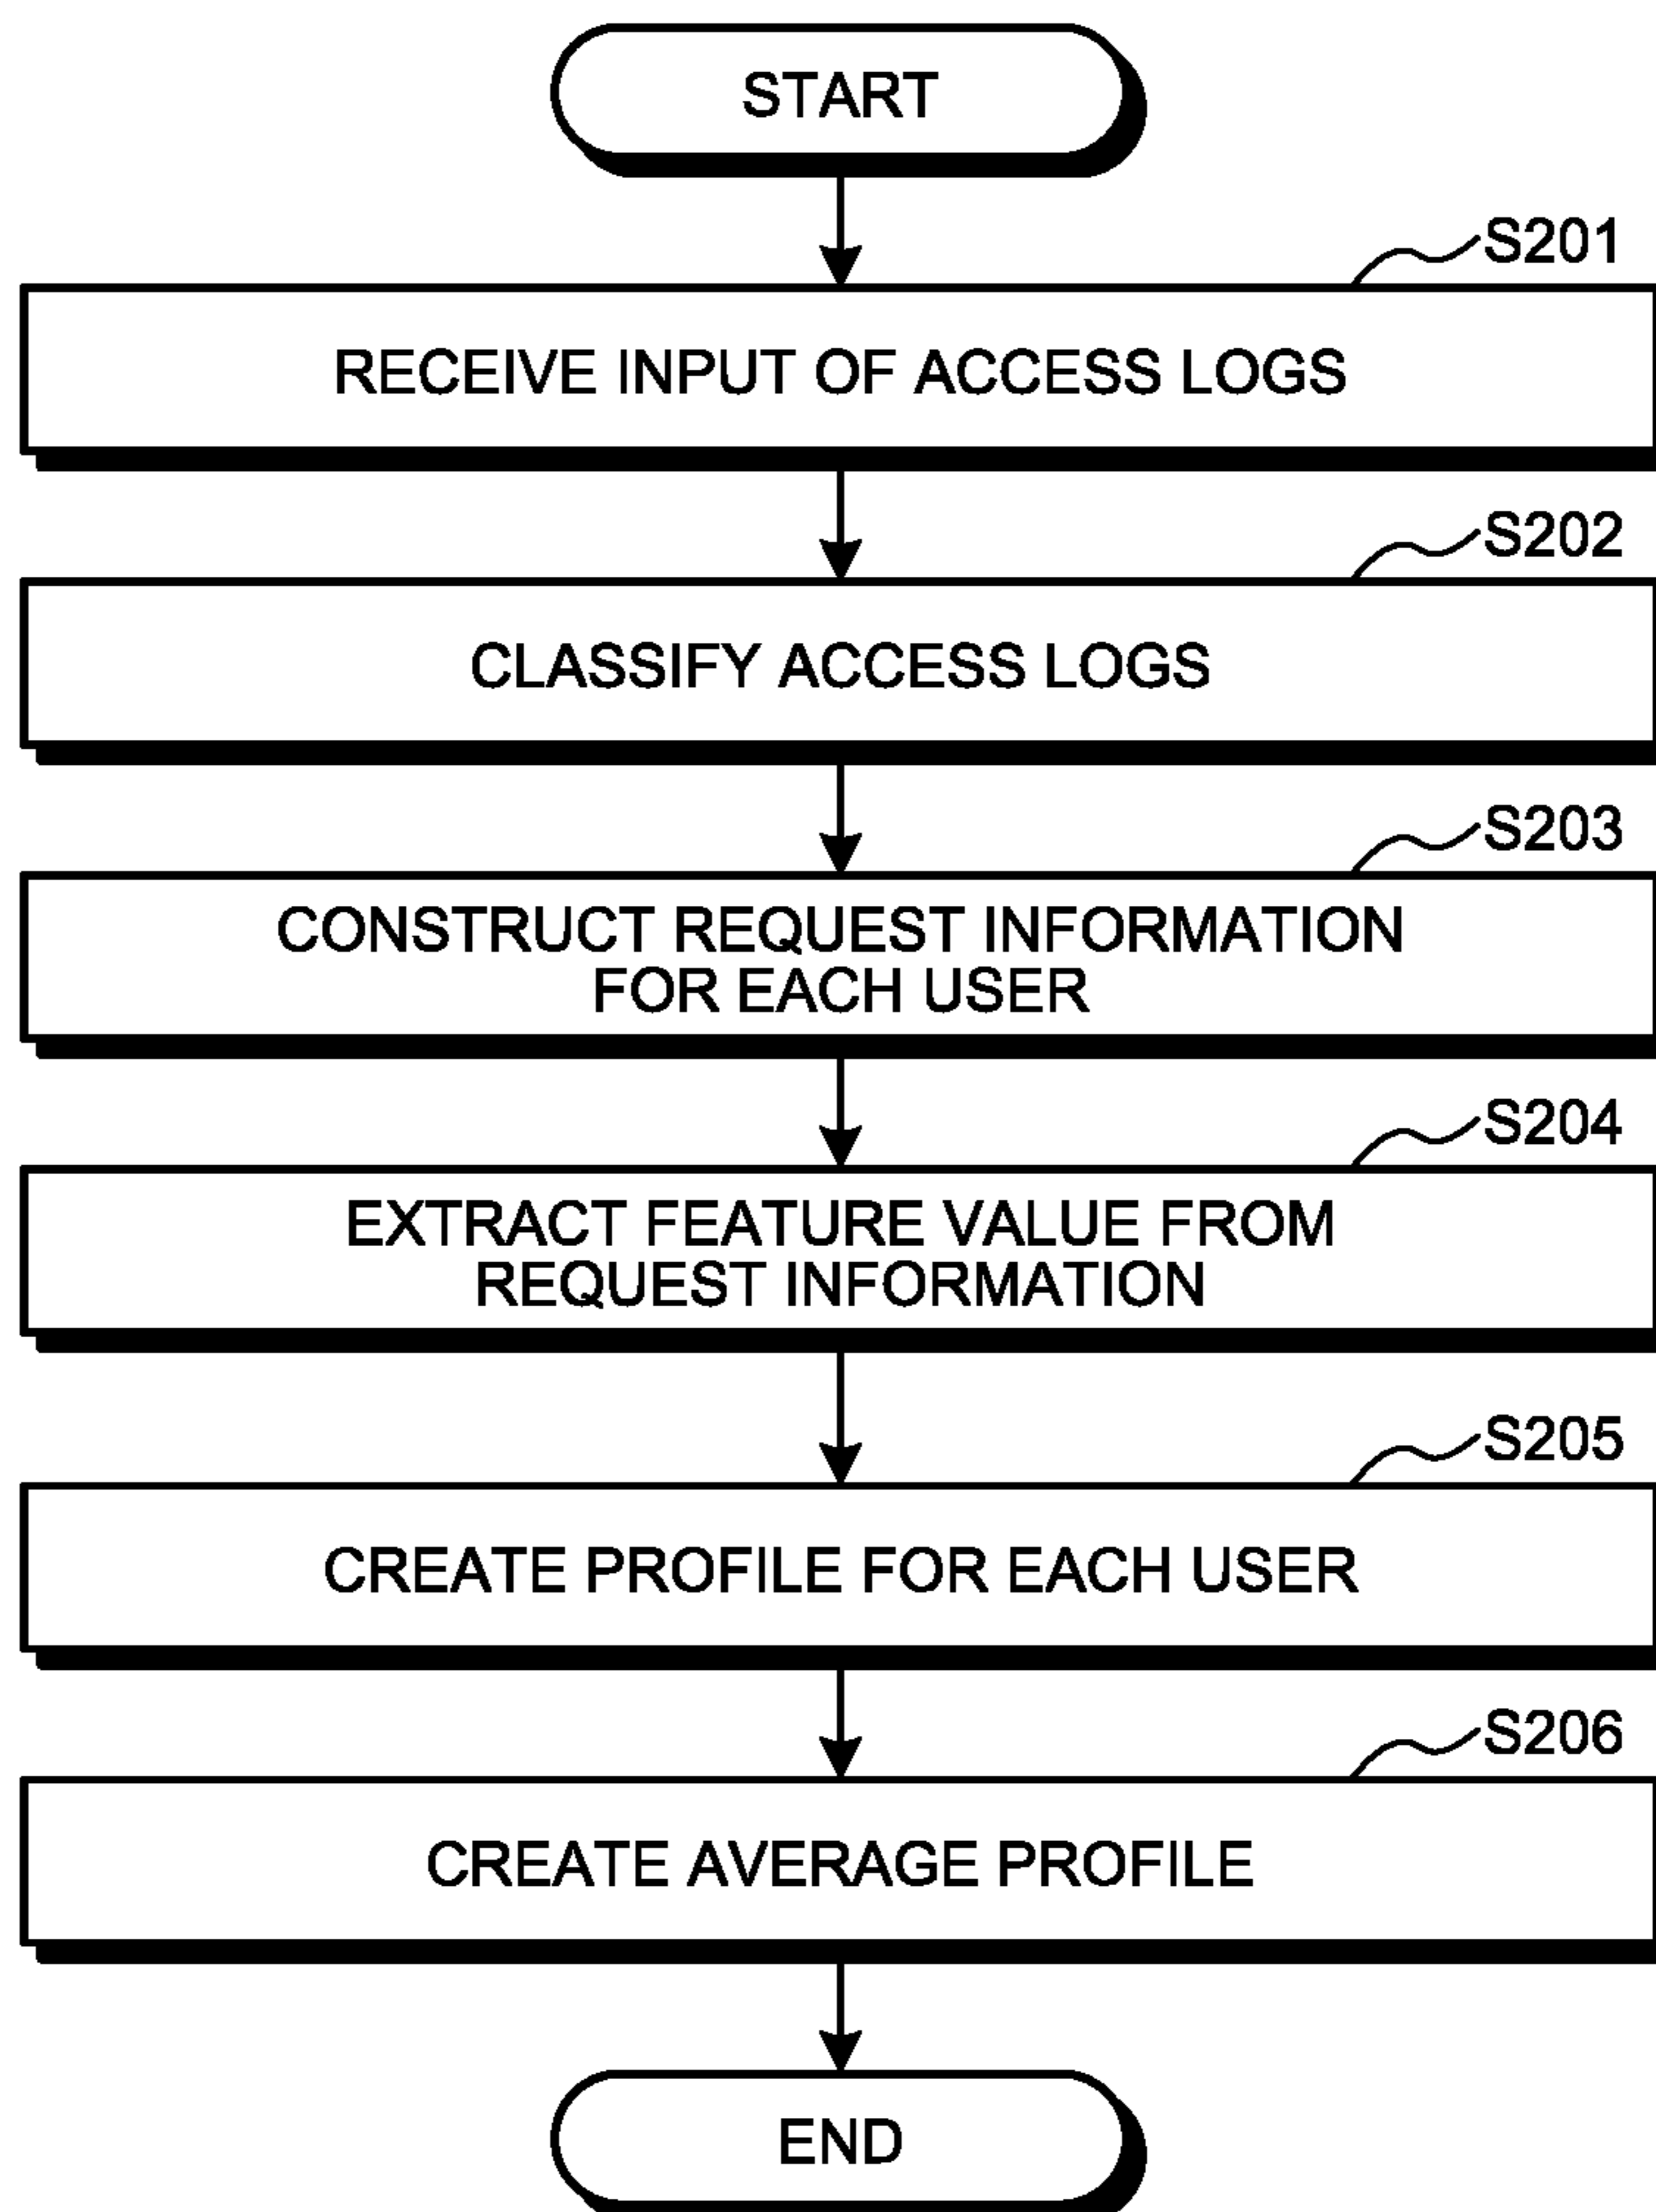 START
S201
RECEIVE INPUT OF ACCESS LOGS
S202
CLASSIFY ACCESS LOGS
S203
CONSTRUCT REQUEST INFORMATION
FOR EACH USER
S204
EXTRACT FEATURE VALUE FROM
REQUEST INFORMATION
S205
CREATE PROFILE FOR EACH USER
S206
CREATE AVERAGE PROFILE
END